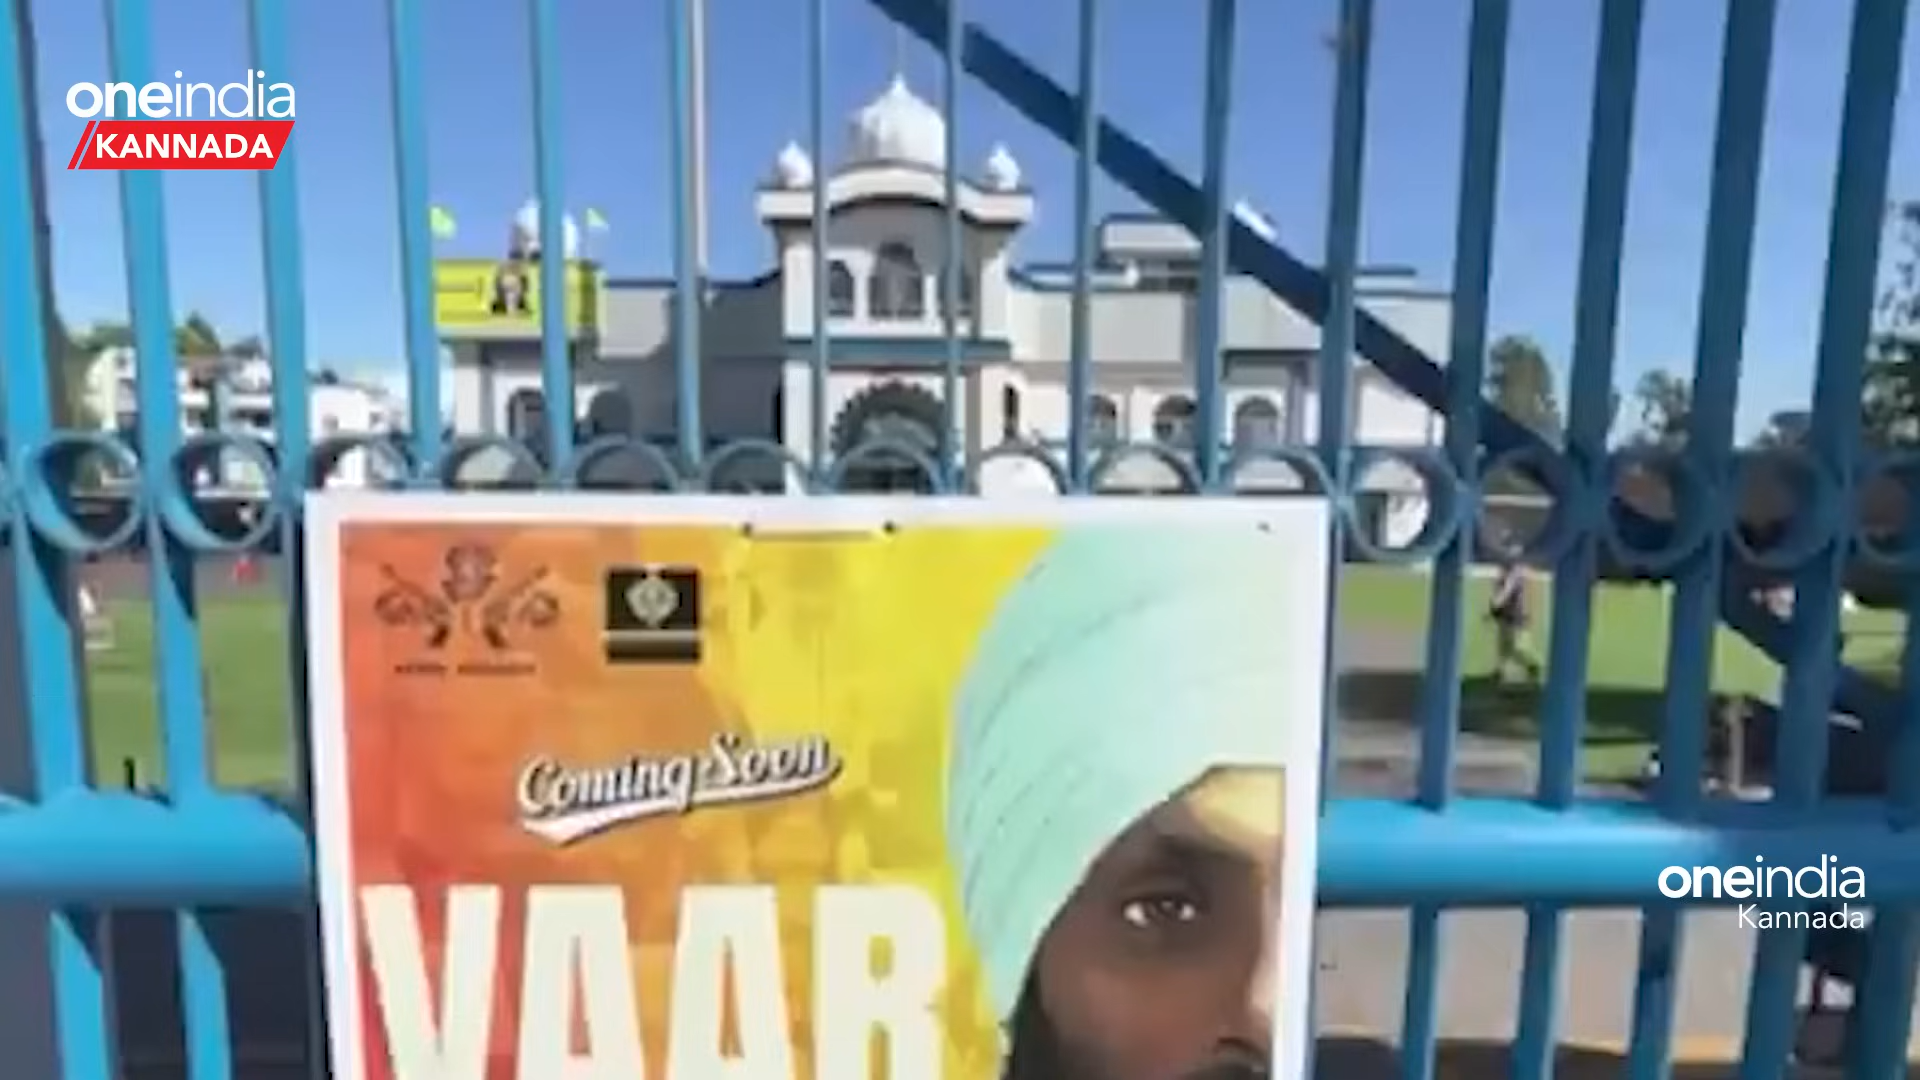 oneindia
KANNADA
Coming Soon
VAAR
oneindia
Kannada